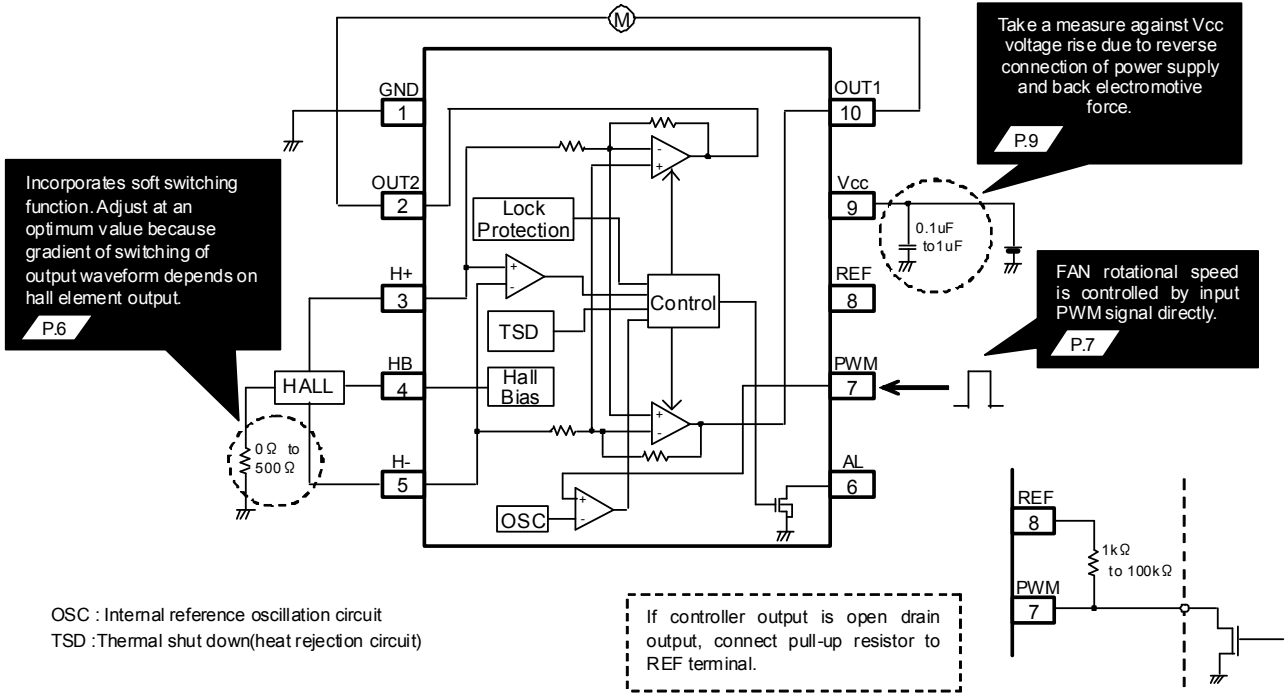 M
Take a measure against Vcc
voltage rise due to reverse
connection of power supply
and back electromotive
force.
P.9
GND
1
OUT1
10
Incorporates soft switching
function. Adjust at an
optimum value because
gradient of switching of
output waveform depends on
hall element output.
P.6
OUT2
2
Lock
Protection
-
+
Vcc
9
0.1uF
to1uF
H+
3
+
-
Control
REF
8
FAN rotational speed
is controlled by input
PWM signal directly.
P.7
TSD
HALL
HB
4
Hall
Bias
PWM
7
+
-
0Ω to
500Ω
H-
5
AL
6
OSC
+
-
REF
8
1kΩ
to 100kΩ
PWM
7
OSC : Internal reference oscillation circuit
TSD : Thermal shut down(heat rejection circuit)
If controller output is open drain
output, connect pull-up resistor to
REF terminal.